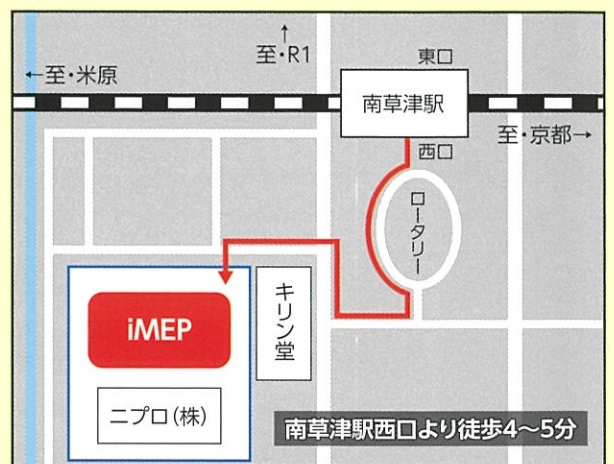 ↑
至・R1
東口
←至・米原
南草津駅
至・京都→
西口
ロータリー
キリン堂
iMEP
ニプロ(株)
南草津駅西口より徒歩4〜5分